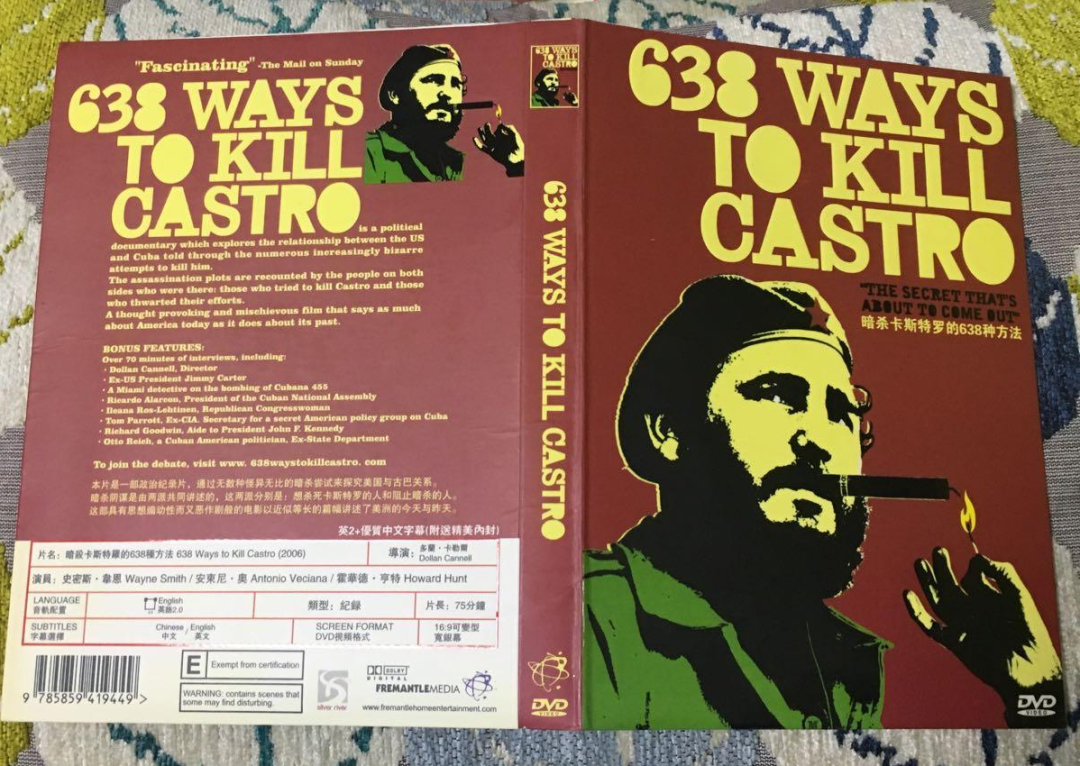 "Fascinating" -The Mail on Sunday
638 WAYS
TO KILL
CASTRO
is a political
documentary which explores the relationship between the US
and Cuba told through the numerous increasingly bizarre
attempts to kill him.
The assassination plots are recounted by the people on both
sides who were there: those who tried to kill Castro and those
who thwarted their efforts.
A thought provoking and mischievous film that says as much
about America today as it does about its past.
BONUS FEATURES:
Over 70 minutes of interviews, including:
· Dollan Cannell, Director
· Ex-US President Jimmy Carter
· A Miami detective on the bombing of Cubana 455
· Ricardo Alarcon, President of the Cuban National Assembly
· Ileana Ros-Lehtinen, Republican Congresswoman
· Tom Parrott, Ex-CIA. Secretary for a secret American policy group on Cuba
· Richard Goodwin, Aide to President John F. Kennedy
· Otto Reich, a Cuban American politician, Ex-State Department
To join the debate, visit www. 638waystokillcastro. com
本片是一部政治纪录片，通过无数种怪异无比的暗杀尝试来探究美国与古巴关系。
暗杀阴谋是由两派共同讲述的，这两派分别是：想杀死卡斯特罗的人和阻止暗杀的人。
这部具有思想煽动性而又恶作剧般的电影以近似等长的篇幅讲述了美洲的今天与昨天。
英2+優質中文字幕(附送精美內封)
片名：暗殺卡斯特羅的638種方法 638 Ways to Kill Castro (2006)
導演：多蘭·卡勒爾
Dollan Cannell
演員：史密斯·韋恩 Wayne Smith / 安東尼·奧 Antonio Veciana / 霍華德·亨特 Howard Hunt
LANGUAGE
音軌配置
English
英語2.0
類型：紀録
片長：75分鐘
SUBTITLES
字幕選擇
Chinese / English
中文 / 英文
SCREEN FORMAT
DVD視頻格式
16:9可變型
寬銀幕
9 785859 419449 >
E Exempt from certification
WARNING: contains scenes that
some may find disturbing.
silver river
DOLBY
DIGITAL
FREMANTLEMEDIA
www.fremantlehomeentertainment.com
638 WAYS
TO KILL
CASTRO
638 WAYS TO KILL CASTRO
DVD
VIDEO
638 WAYS
TO KILL
CASTRO
"THE SECRET THAT'S
ABOUT TO COME OUT"
暗杀卡斯特罗的638种方法
DVD
VIDEO